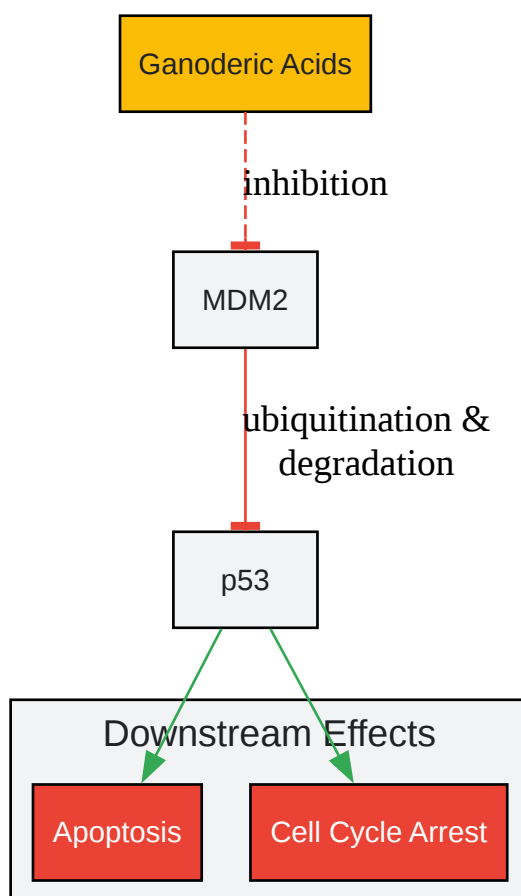 Ganoderic Acids
inhibition
MDM2
ubiquitination &
degradation
p53
Downstream Effects
Apoptosis
Cell Cycle Arrest